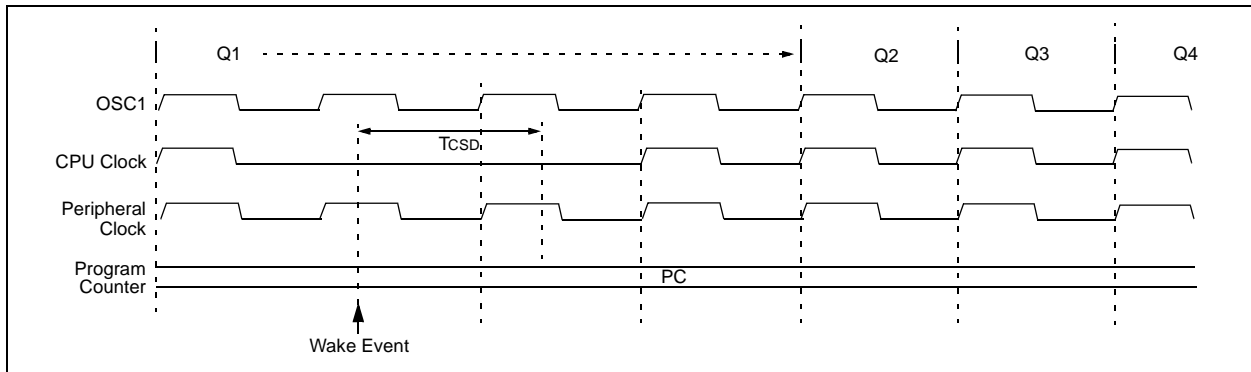 Q1
Q2
Q3
Q4
OSC1
TCSD
CPU Clock
Peripheral
Clock
Program
Counter
PC
Wake Event